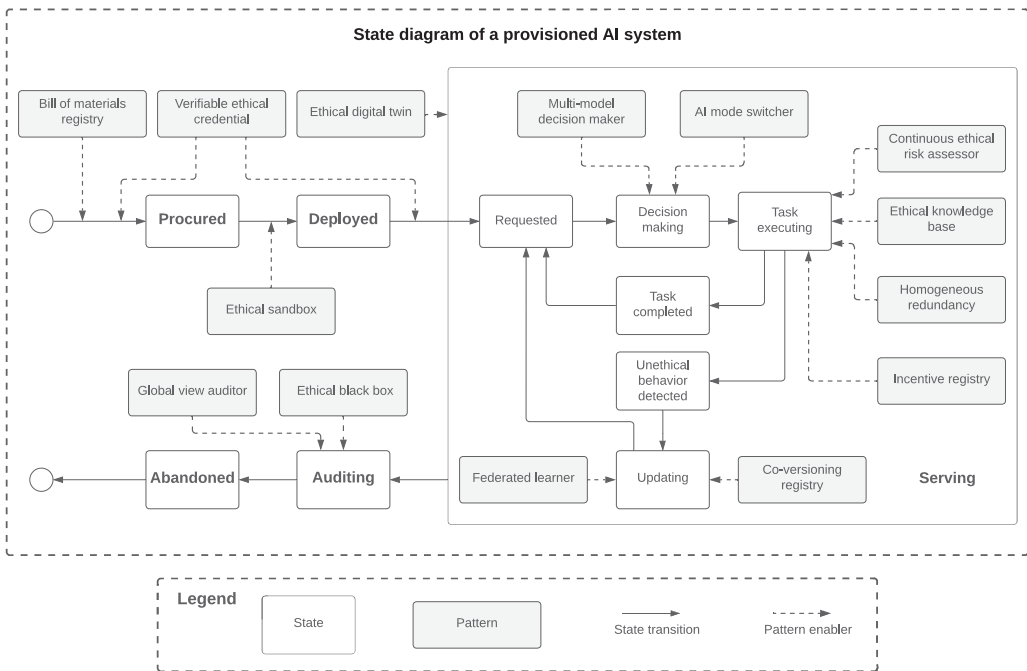 State diagram of a provisioned AI system
Bill of materials
registry
Verifiable ethical
credential
Ethical digital twin
Multi-model
decision maker
AI mode switcher
Continuous ethical
risk assessor
Procured
Deployed
Requested
Decision
making
Task
executing
Ethical knowledge
base
Ethical sandbox
Task
completed
Homogeneous
redundancy
Global view auditor
Ethical black box
Unethical
behavior
detected
Incentive registry
Abandoned
Auditing
Federated learner
Updating
Co-versioning
registry
Serving
Legend
State
Pattern
State transition
Pattern enabler